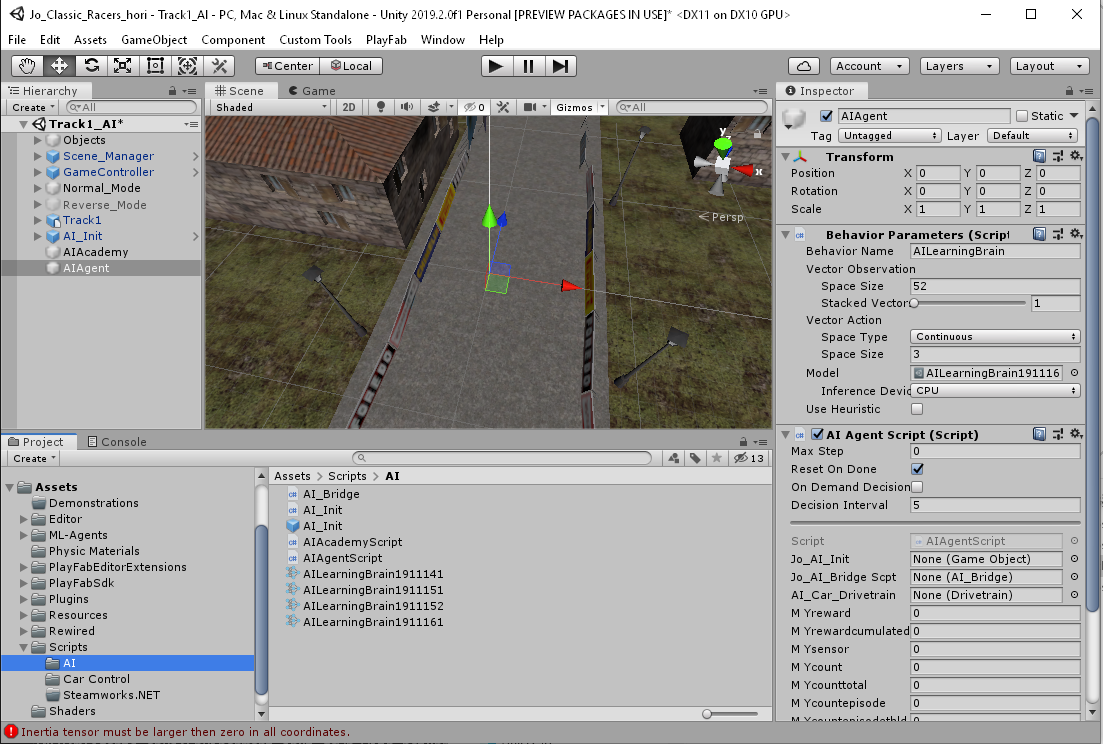 Jo_Classic_Racers_hori - Track1_AI - PC, Mac & Linux Standalone - Unity 2019.2.0f1 Personal [PREVIEW PACKAGES IN USE]* <DX11 on DX10 GPU>
File Edit Assets GameObject Component Custom Tools PlayFab Window Help
Center Local Account Layers Layout
Hierarchy
Create All
Track1_AI*
Objects
Scene_Manager
GameController
Normal_Mode
Reverse_Mode
Track1
AI_Init
AIAcademy
AIAgent
Scene Game
Shaded 2D 0 Gizmos All
y
x
Persp
Inspector
AIAgent Static
Tag Untagged Layer Default
Transform
Position X 0 Y 0 Z 0
Rotation X 0 Y 0 Z 0
Scale X 1 Y 1 Z 1
Behavior Parameters (Script
Behavior Name AILearningBrain
Vector Observation
Space Size 52
Stacked Vector 1
Vector Action
Space Type Continuous
Space Size 3
Model AILearningBrain191116
Inference Devic CPU
Use Heuristic
AI Agent Script (Script)
Max Step 0
Reset On Done
On Demand Decision
Decision Interval 5
Script AIAgentScript
Jo_AI_Init None (Game Object)
Jo_AI_Bridge Scpt None (AI_Bridge)
AI_Car_Drivetrain None (Drivetrain)
M Yreward 0
M Yrewardcumulated 0
M Ysensor 0
M Ycount 0
M Ycounttotal 0
M Ycountepisode 0
Project Console
Create 13
Assets
Demonstrations
Editor
ML-Agents
Physic Materials
PlayFabEditorExtensions
PlayFabSdk
Plugins
Resources
Rewired
Scripts
AI
Car Control
Steamworks.NET
Shaders
Assets > Scripts > AI
AI_Bridge
AI_Init
AI_Init
AIAcademyScript
AIAgentScript
AILearningBrain1911141
AILearningBrain1911151
AILearningBrain1911152
AILearningBrain1911161
Inertia tensor must be larger then zero in all coordinates.